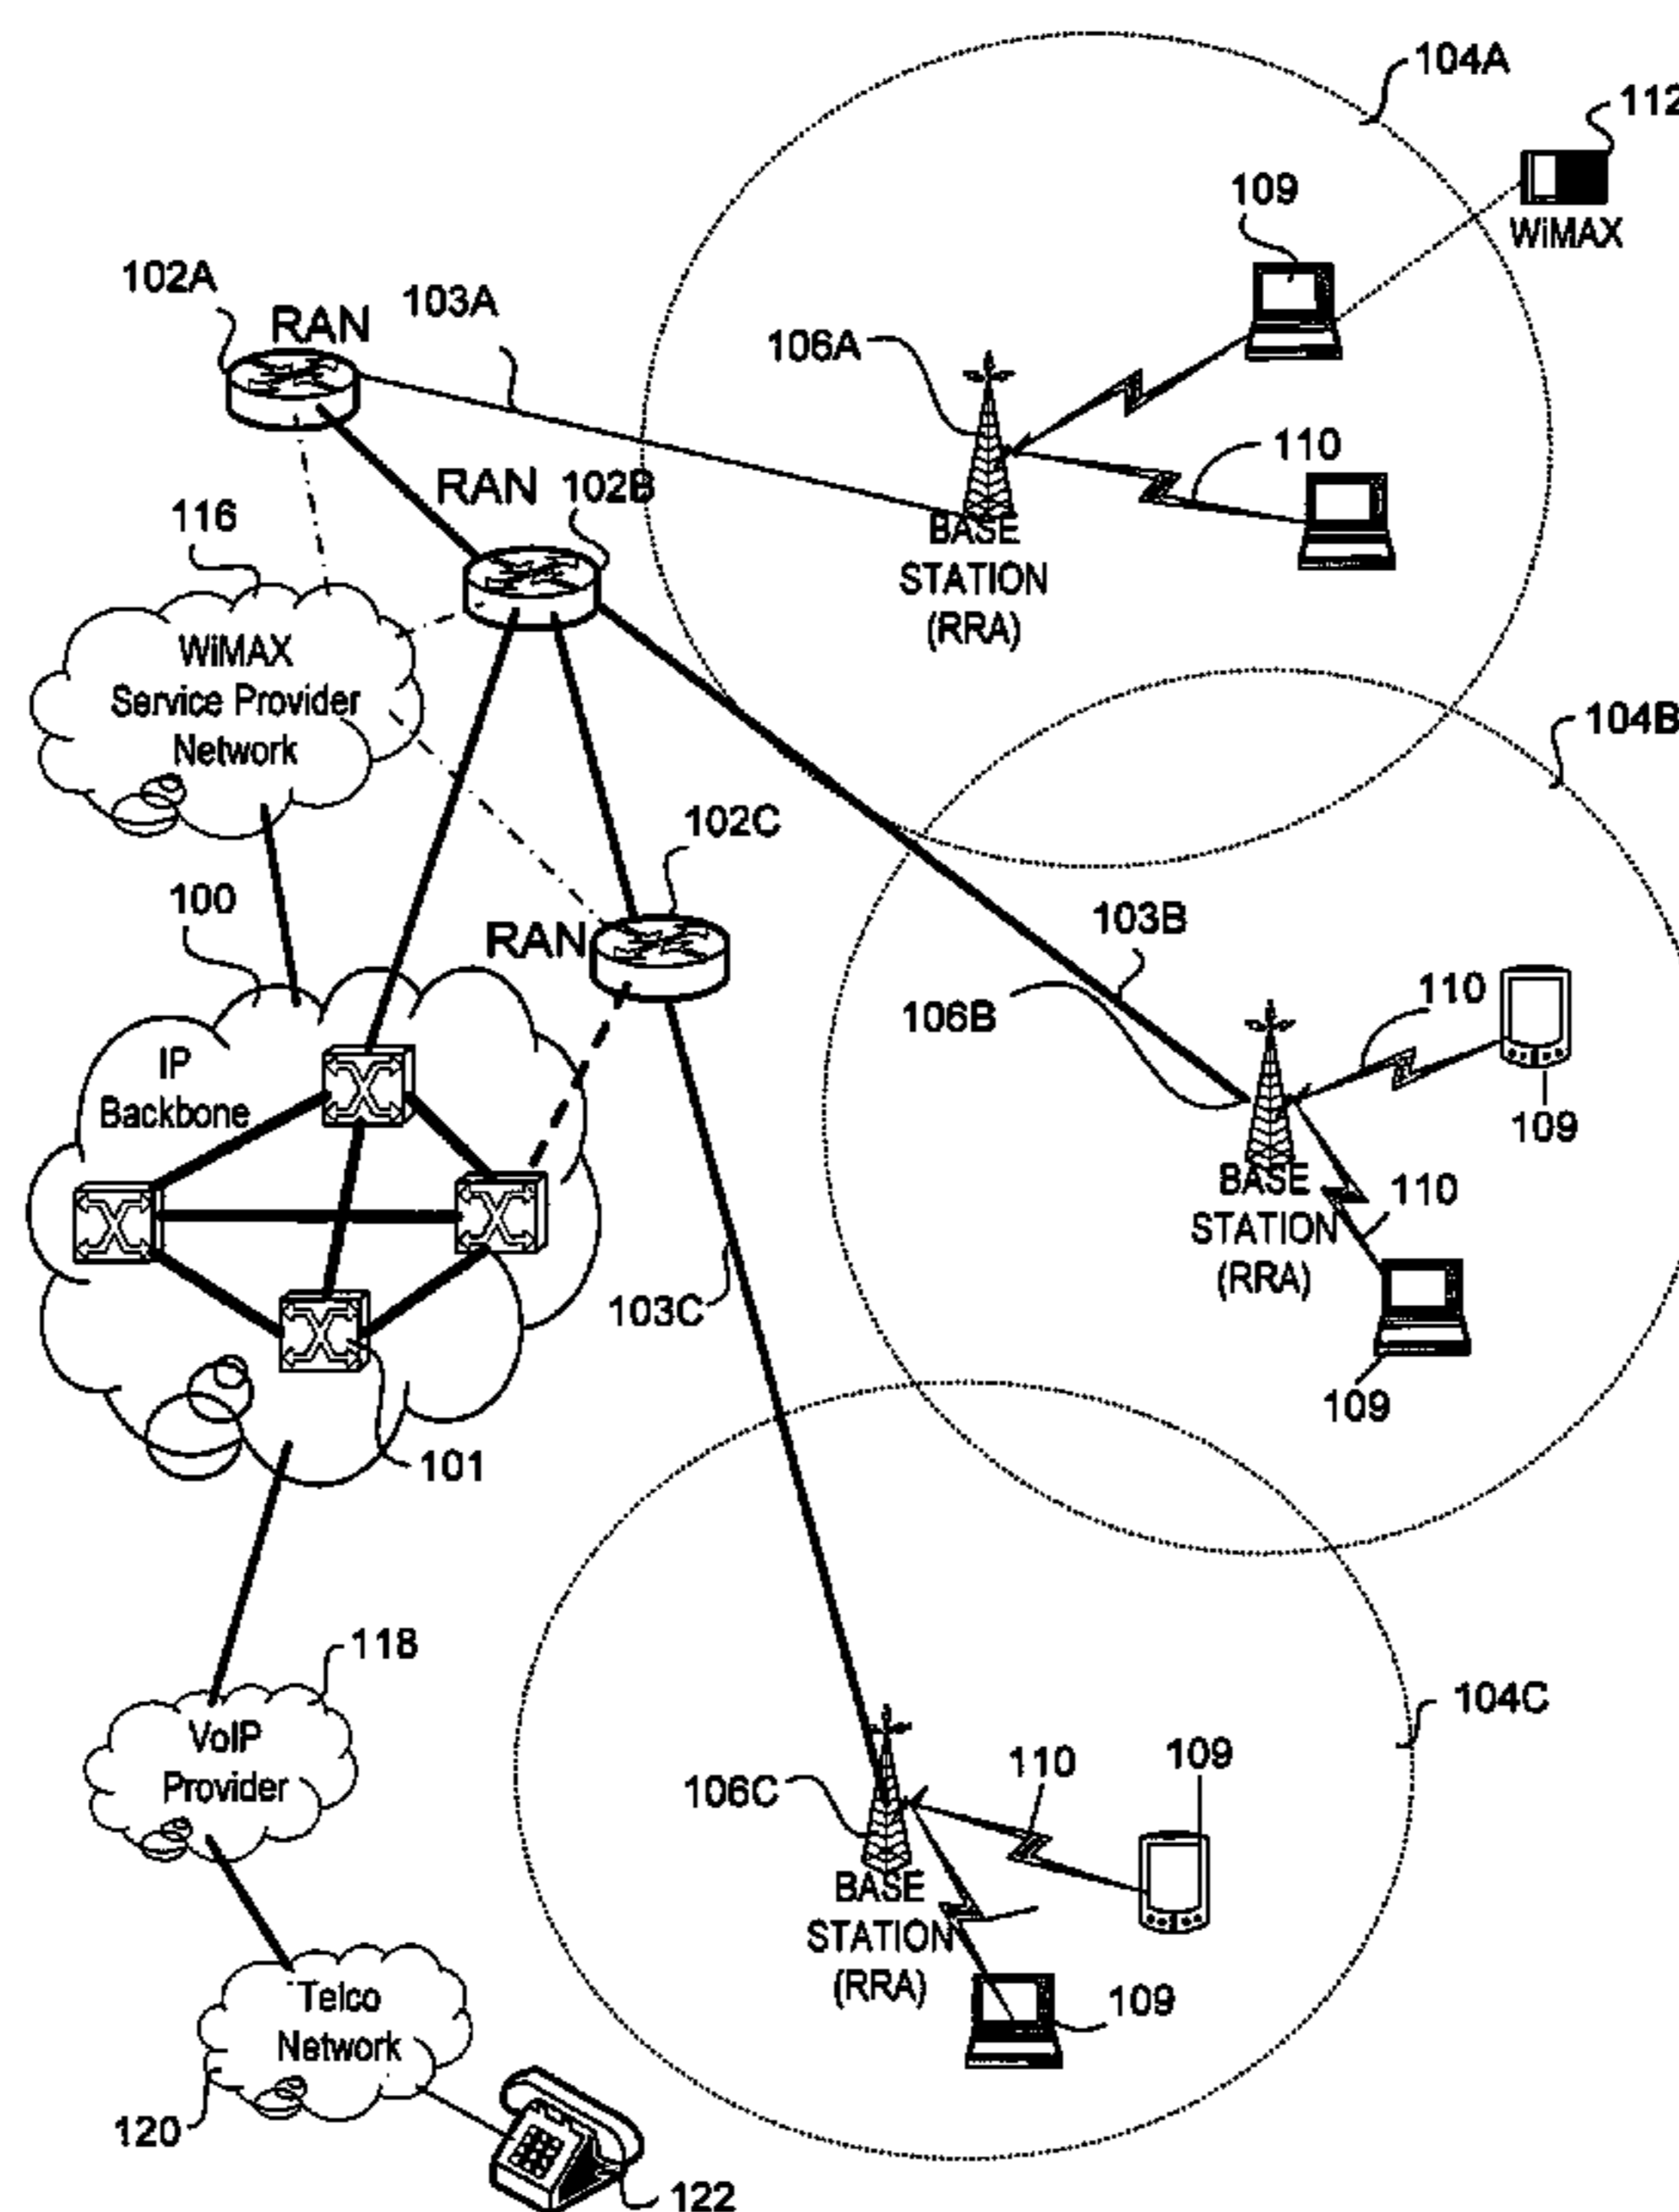 104A
112
WiMAX
109
102A
RAN
103A
106A
110
BASE
STATION
(RRA)
RAN
102B
116
WiMAX
Service Provider
Network
104B
102C
RAN
100
103B
106B
110
109
IP
Backbone
BASE
STATION
(RRA)
110
109
103C
101
118
VoIP
Provider
104C
106C
110
109
BASE
STATION
(RRA)
109
Telco
Network
120
122